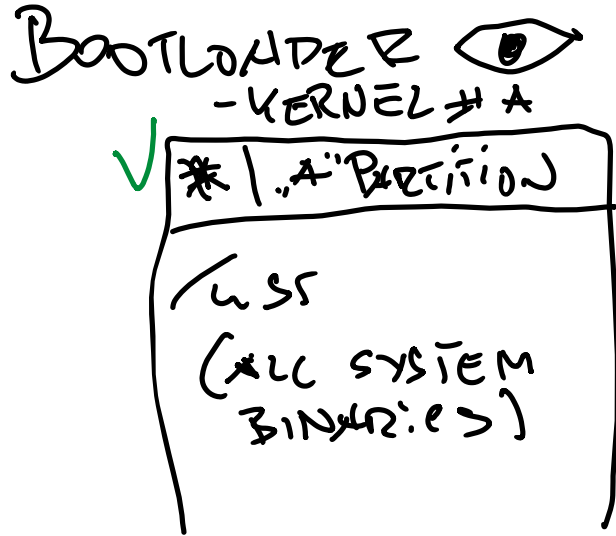 BOOTLOADER
- KERNEL # A
* | „A" PARTITION
/usr
(ALL SYSTEM
BINARIES)